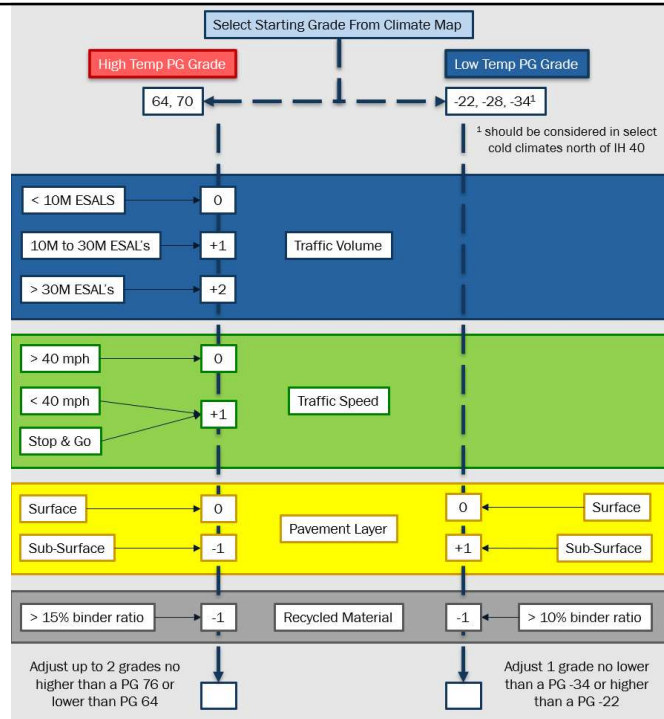 Select Starting Grade From Climate Map
High Temp PG Grade
Low Temp PG Grade
64, 70
-22, -28, -34¹
¹ should be considered in select
cold climates north of IH 40
< 10M ESALS
0
10M to 30M ESAL's
+1
Traffic Volume
> 30M ESAL's
+2
> 40 mph
0
< 40 mph
+1
Traffic Speed
Stop & Go
Surface
0
0
Surface
Pavement Layer
Sub-Surface
-1
+1
Sub-Surface
> 15% binder ratio
-1
Recycled Material
-1
> 10% binder ratio
Adjust up to 2 grades no
higher than a PG 76 or
lower than PG 64
Adjust 1 grade no lower
than a PG -34 or higher
than a PG -22